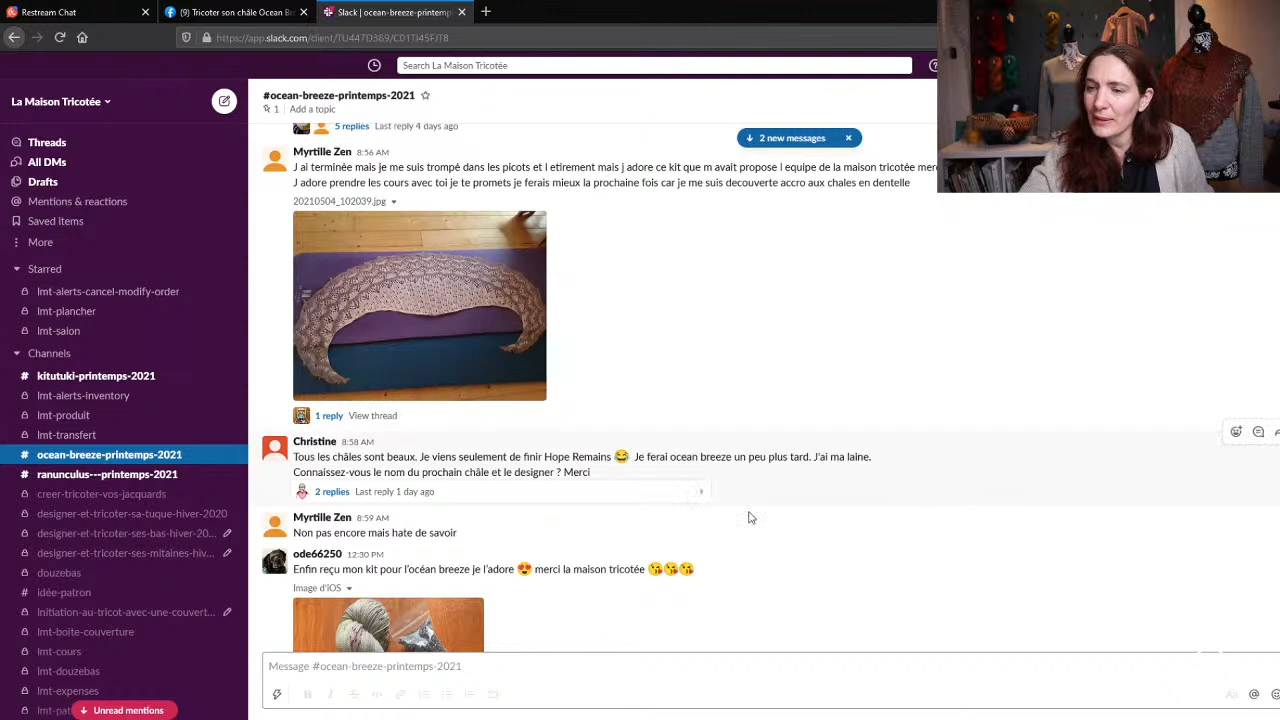 Restream Chat
(9) Tricoter son châle Ocean Br
Slack | ocean-breeze-printemp
https://app.slack.com/client/TU447D3B9/C01TJ45FJT8
Search La Maison Tricotée
La Maison Tricotée
Threads
All DMs
Drafts
Mentions & reactions
Saved items
More
Starred
lmt-alerts-cancel-modify-order
lmt-plancher
lmt-salon
Channels
kitutuki-printemps-2021
lmt-alerts-inventory
lmt-produit
lmt-transfert
ocean-breeze-printemps-2021
ranunculus---printemps-2021
creer-tricoter-vos-jacquards
designer-et-tricoter-sa-tuque-hiver-2020
designer-et-tricoter-ses-bas-hiver-20...
designer-et-tricoter-ses-mitaines-hiv...
douzebas
idée-patron
Initiation-au-tricot-avec-une-couvert...
lmt-boite-couverture
lmt-cours
lmt-douzebas
lmt-expenses
lmt-pat
Unread mentions
#ocean-breeze-printemps-2021
1 Add a topic
5 replies Last reply 4 days ago
2 new messages
Myrtille Zen 8:56 AM
J ai terminée mais je me suis trompé dans les picots et l etirement mais j adore ce kit que m avait propose l equipe de la maison tricotée merc
J adore prendre les cours avec toi je te promets je ferais mieux la prochaine fois car je me suis decouverte accro aux chales en dentelle
20210504_102039.jpg
1 reply View thread
Christine 8:58 AM
Tous les châles sont beaux. Je viens seulement de finir Hope Remains 😂 Je ferai ocean breeze un peu plus tard. J'ai ma laine.
Connaissez-vous le nom du prochain châle et le designer ? Merci
2 replies Last reply 1 day ago
Myrtille Zen 8:59 AM
Non pas encore mais hate de savoir
ode66250 12:30 PM
Enfin reçu mon kit pour l'océan breeze je l'adore 😍 merci la maison tricotée 😘😘😘
Image d'iOS
Message #ocean-breeze-printemps-2021